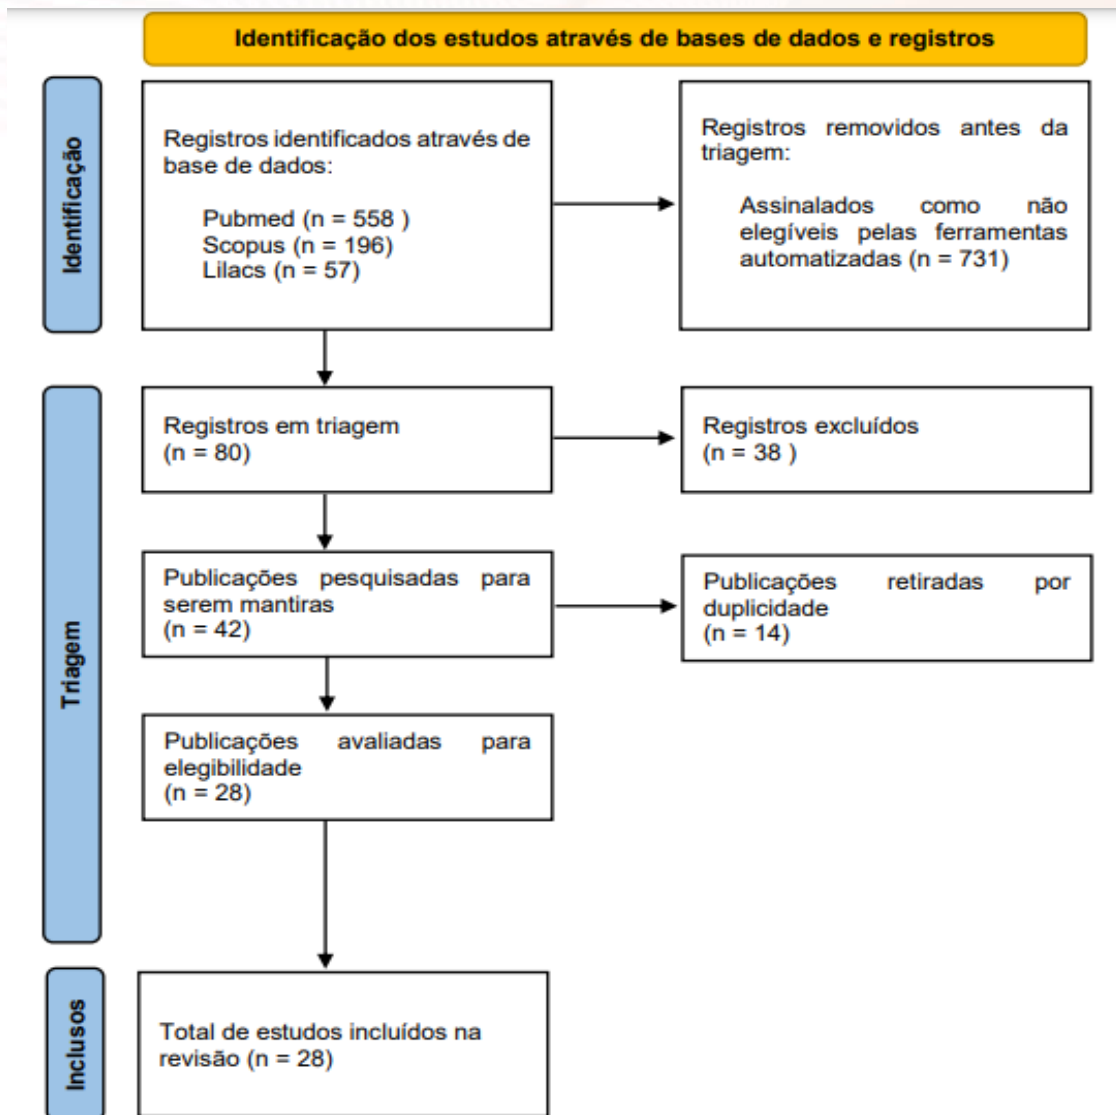 Identificação dos estudos através de bases de dados e registros
Identificação
Registros identificados através de
base de dados:
Pubmed (n = 558 )
Scopus (n = 196)
Lilacs (n = 57)
Registros removidos antes da
triagem:
Assinalados como não
elegíveis pelas ferramentas
automatizadas (n = 731)
Triagem
Registros em triagem
(n = 80)
Registros excluídos
(n = 38 )
Publicações pesquisadas para
serem mantiras
(n = 42)
Publicações retiradas por
duplicidade
(n = 14)
Publicações avaliadas para
elegibilidade
(n = 28)
Inclusos
Total de estudos incluídos na
revisão (n = 28)